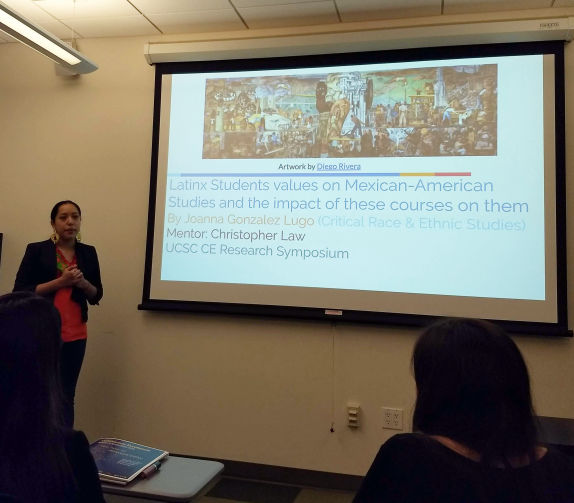 Artwork by Diego Rivera
Latinx Students values on Mexican-American
Studies and the impact of these courses on them
By Joanna Gonzalez Lugo (Critical Race & Ethnic Studies)
Mentor: Christopher Law
UCSC CE Research Symposium